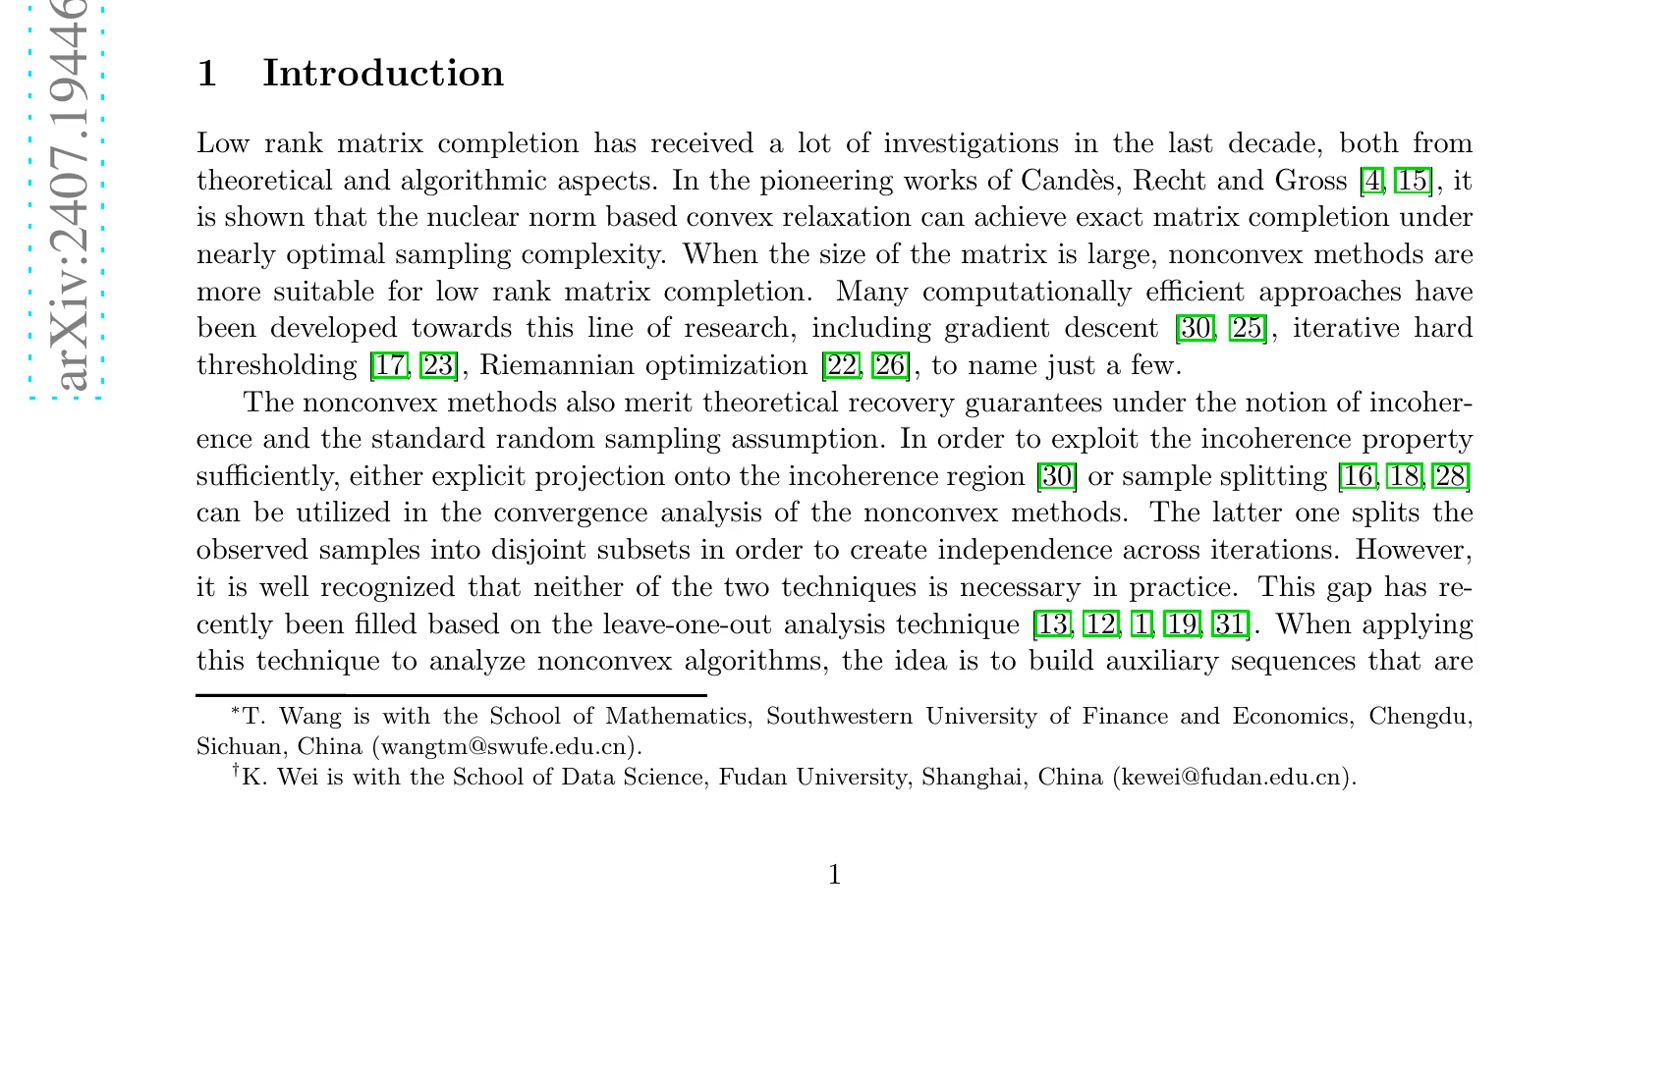 arXiv:2407.19446
1 Introduction
Low rank matrix completion has received a lot of investigations in the last decade, both from
theoretical and algorithmic aspects. In the pioneering works of Candès, Recht and Gross [4, 15], it
is shown that the nuclear norm based convex relaxation can achieve exact matrix completion under
nearly optimal sampling complexity. When the size of the matrix is large, nonconvex methods are
more suitable for low rank matrix completion. Many computationally efficient approaches have
been developed towards this line of research, including gradient descent [30, 25], iterative hard
thresholding [17, 23], Riemannian optimization [22, 26], to name just a few.
The nonconvex methods also merit theoretical recovery guarantees under the notion of incoher-
ence and the standard random sampling assumption. In order to exploit the incoherence property
sufficiently, either explicit projection onto the incoherence region [30] or sample splitting [16, 18, 28]
can be utilized in the convergence analysis of the nonconvex methods. The latter one splits the
observed samples into disjoint subsets in order to create independence across iterations. However,
it is well recognized that neither of the two techniques is necessary in practice. This gap has re-
cently been filled based on the leave-one-out analysis technique [13, 12, 1, 19, 31]. When applying
this technique to analyze nonconvex algorithms, the idea is to build auxiliary sequences that are
*T. Wang is with the School of Mathematics, Southwestern University of Finance and Economics, Chengdu,
Sichuan, China (wangtm@swufe.edu.cn).
†K. Wei is with the School of Data Science, Fudan University, Shanghai, China (kewei@fudan.edu.cn).
1